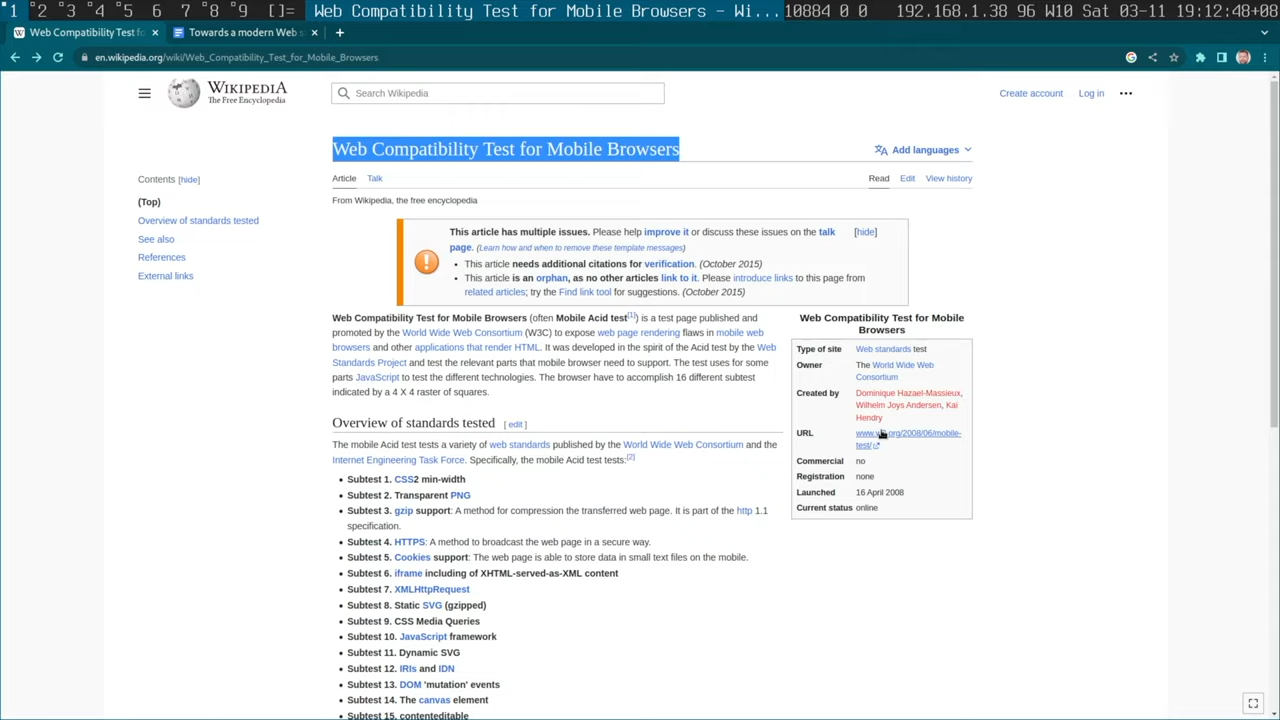 1 2 3 4 5 6 7 8 9 []= Web Compatibility Test for Mobile Browsers - Wi... 0 0 192.168.1.38 96 W10 Sat 03-11 19:12:48+08
Web Compatibility Test fo × Towards a modern Web s × +
en.wikipedia.org/wiki/Web_Compatibility_Test_for_Mobile_Browsers
WIKIPEDIA
The Free Encyclopedia
Search Wikipedia
Create account Log in •••
Web Compatibility Test for Mobile Browsers
Add languages
Contents [hide]
(Top)
Overview of standards tested
See also
References
External links
Article Talk
Read Edit View history
From Wikipedia, the free encyclopedia
This article has multiple issues. Please help improve it or discuss these issues on the talk
page. (Learn how and when to remove these template messages)
[hide]
• This article needs additional citations for verification. (October 2015)
• This article is an orphan, as no other articles link to it. Please introduce links to this page from
related articles; try the Find link tool for suggestions. (October 2015)
Web Compatibility Test for Mobile Browsers (often Mobile Acid test[1]) is a test page published and
promoted by the World Wide Web Consortium (W3C) to expose web page rendering flaws in mobile web
browsers and other applications that render HTML. It was developed in the spirit of the Acid test by the Web
Standards Project and test the relevant parts that mobile browser need to support. The test uses for some
parts JavaScript to test the different technologies. The browser have to accomplish 16 different subtest
indicated by a 4 X 4 raster of squares.
Web Compatibility Test for Mobile
Browsers
Type of site Web standards test
Owner The World Wide Web
Consortium
Created by Dominique Hazael-Massieux,
Wilhelm Joys Andersen, Kai
Hendry
URL www.w3.org/2008/06/mobile-
test/
Commercial no
Registration none
Launched 16 April 2008
Current status online
Overview of standards tested [ edit ]
The mobile Acid test tests a variety of web standards published by the World Wide Web Consortium and the
Internet Engineering Task Force. Specifically, the mobile Acid test tests:[2]
• Subtest 1. CSS2 min-width
• Subtest 2. Transparent PNG
• Subtest 3. gzip support: A method for compression the transferred web page. It is part of the http 1.1
specification.
• Subtest 4. HTTPS: A method to broadcast the web page in a secure way.
• Subtest 5. Cookies support: The web page is able to store data in small text files on the mobile.
• Subtest 6. iframe including of XHTML-served-as-XML content
• Subtest 7. XMLHttpRequest
• Subtest 8. Static SVG (gzipped)
• Subtest 9. CSS Media Queries
• Subtest 10. JavaScript framework
• Subtest 11. Dynamic SVG
• Subtest 12. IRIs and IDN
• Subtest 13. DOM 'mutation' events
• Subtest 14. The canvas element
• Subtest 15. contenteditable